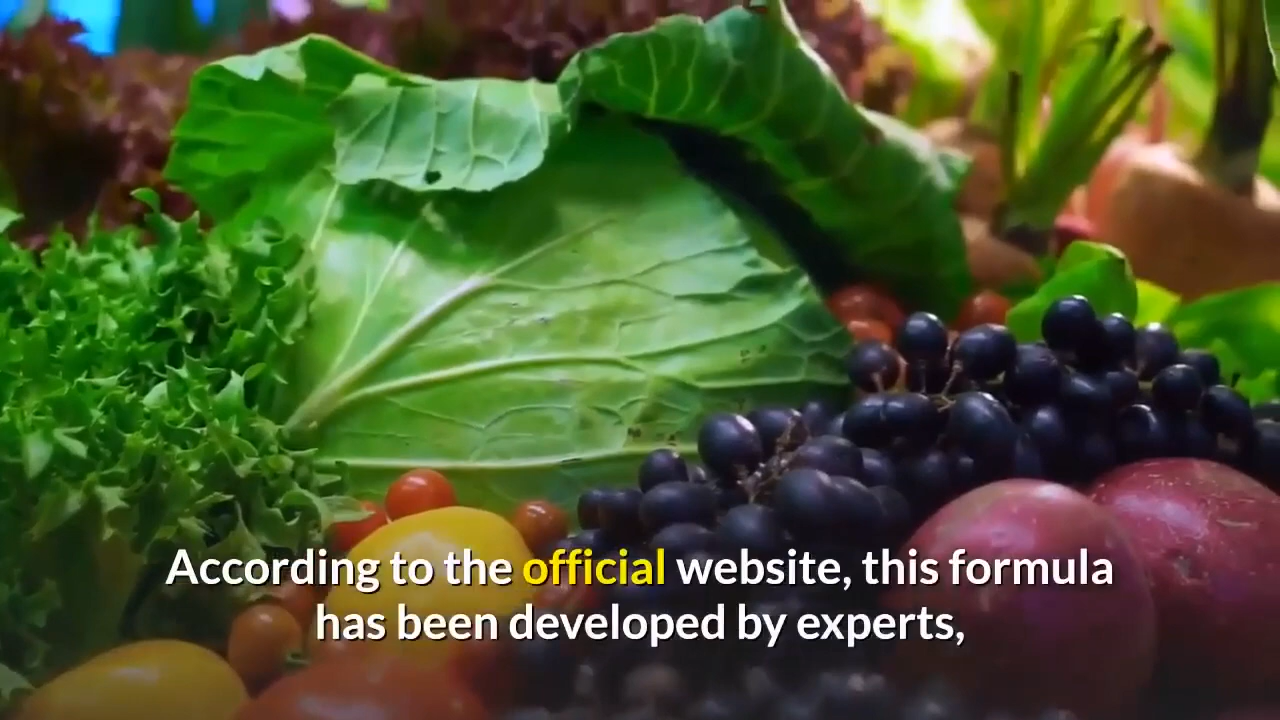 According to the official website, this formula
has been developed by experts,